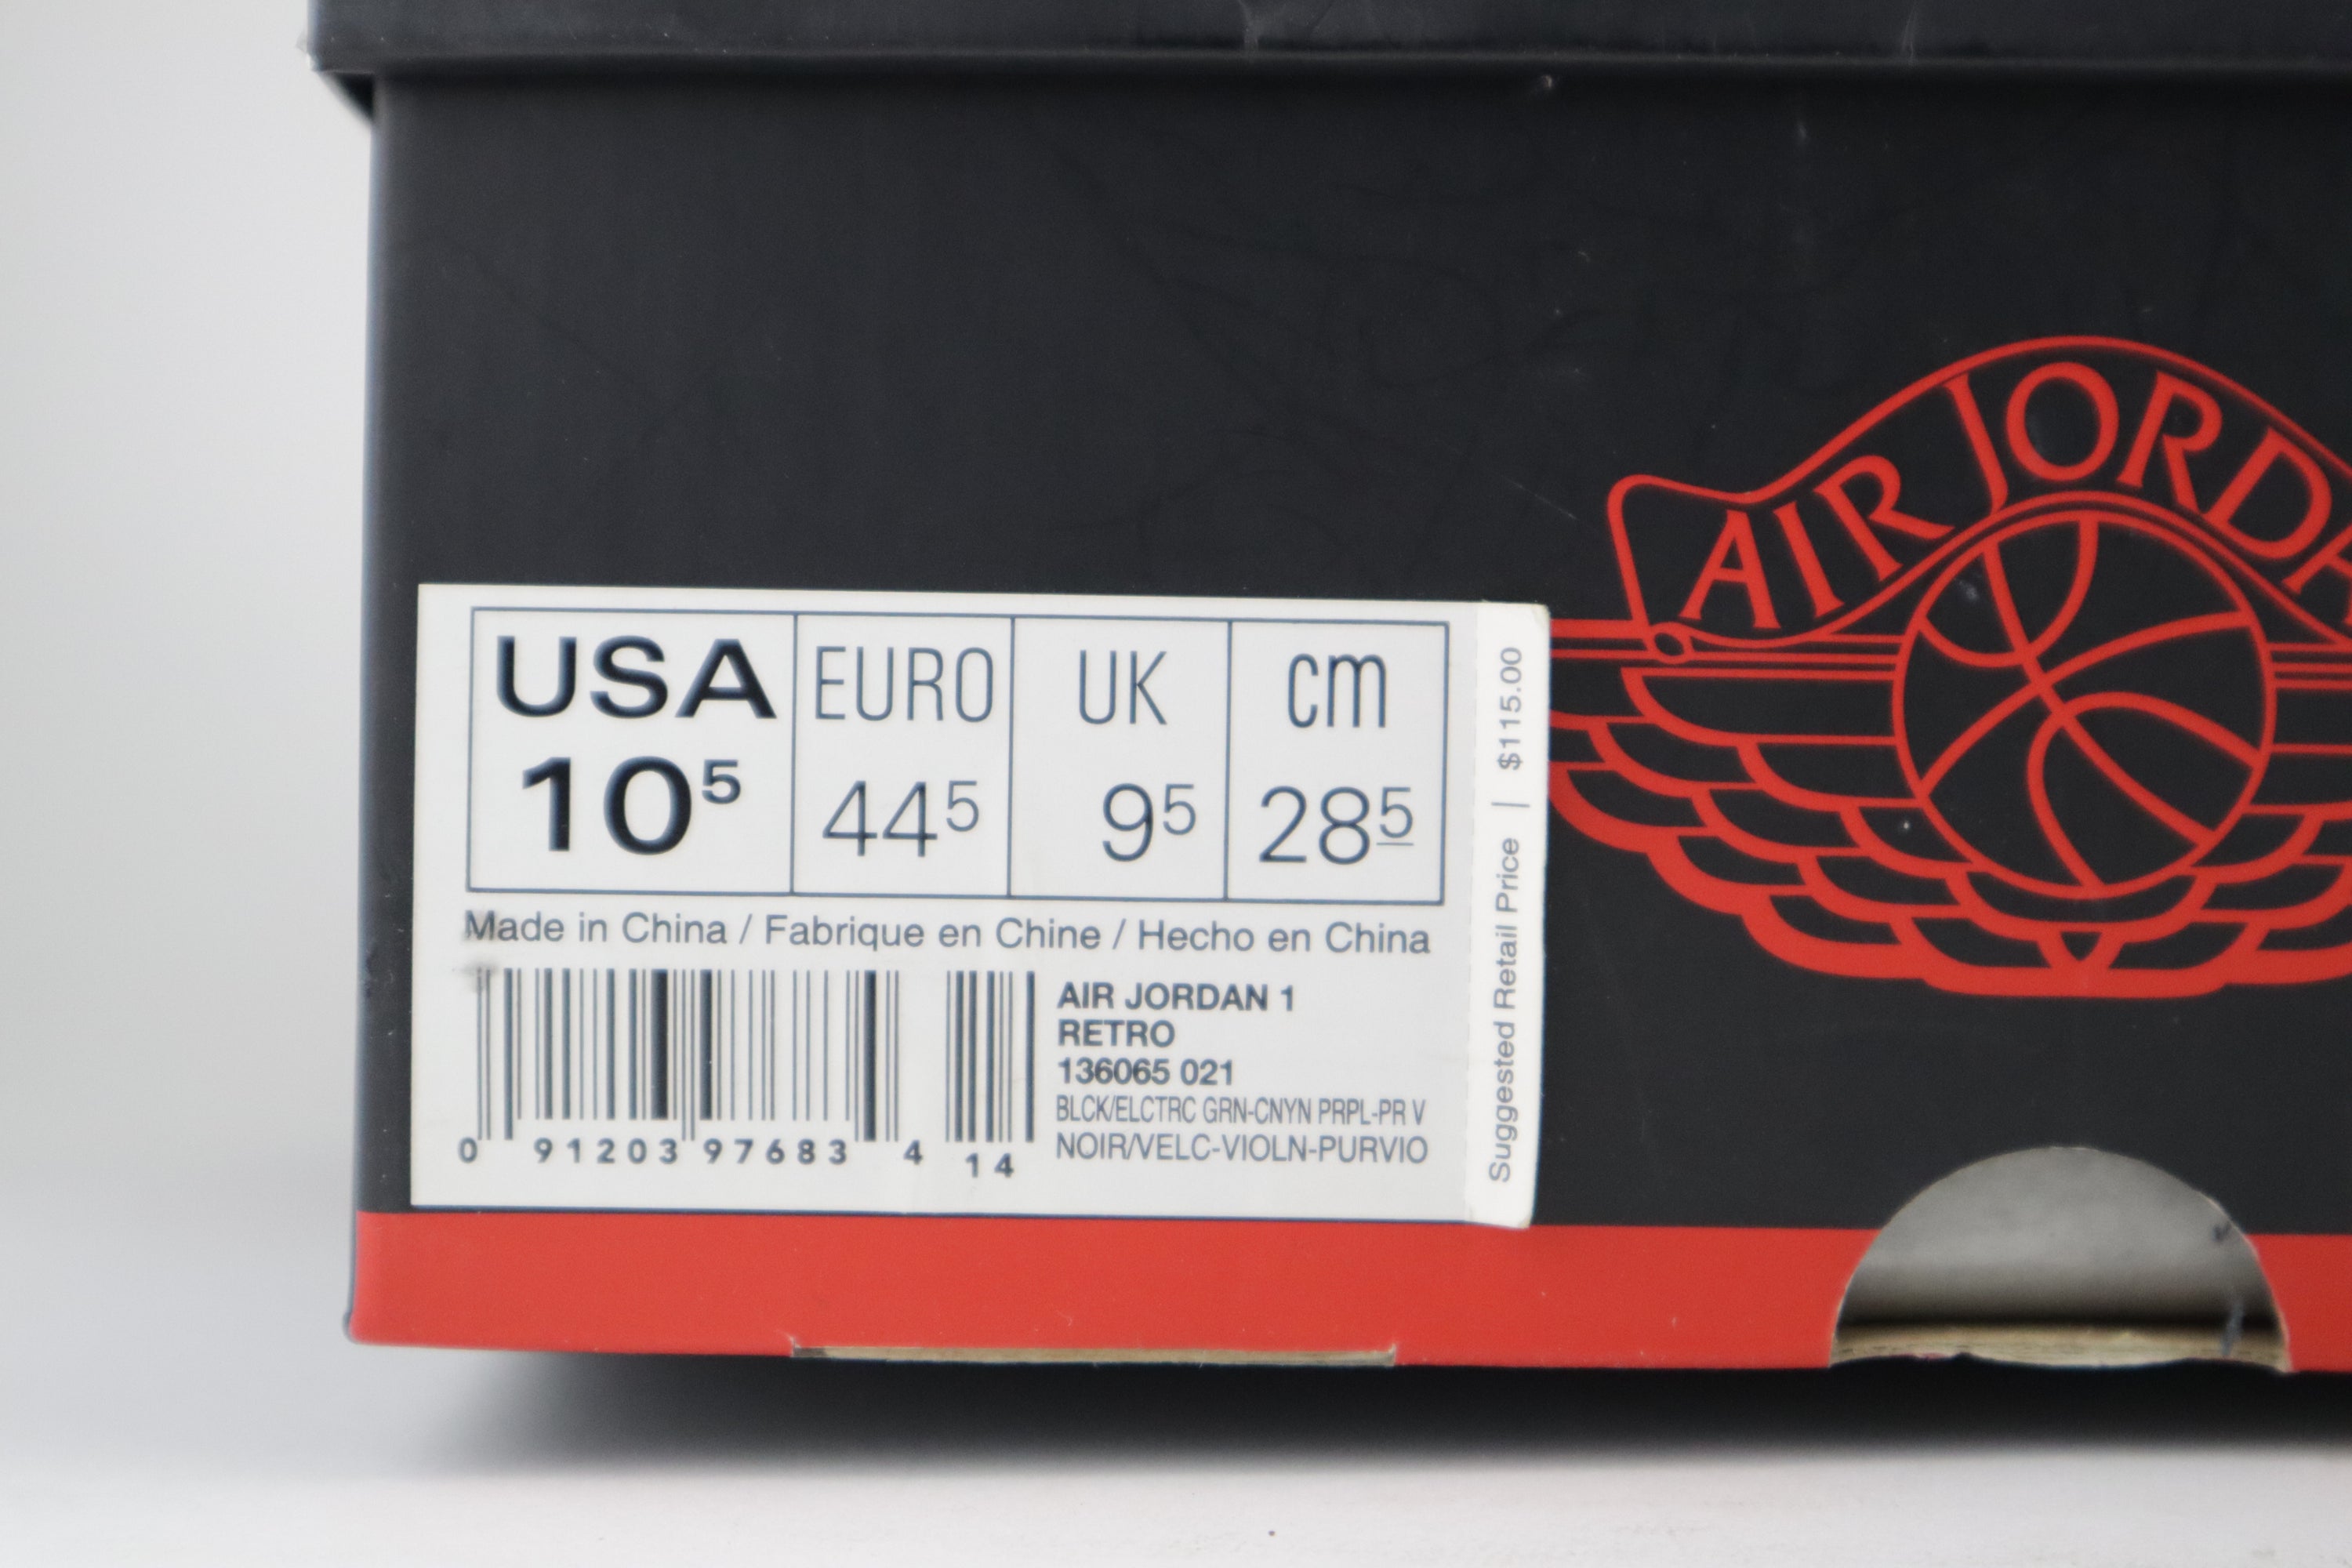 USA EURO UK cm
10⁵ 44⁵ 9⁵ 28⁵
Made in China / Fabrique en Chine / Hecho en China
AIR JORDAN 1
RETRO
136065 021
BLCK/ELCTRC GRN-CNYN PRPL-PR V
NOIR/VELC-VIOLN-PURVIO
0 91203 97683 4 14
Suggested Retail Price | $115.00
AIR JORDA